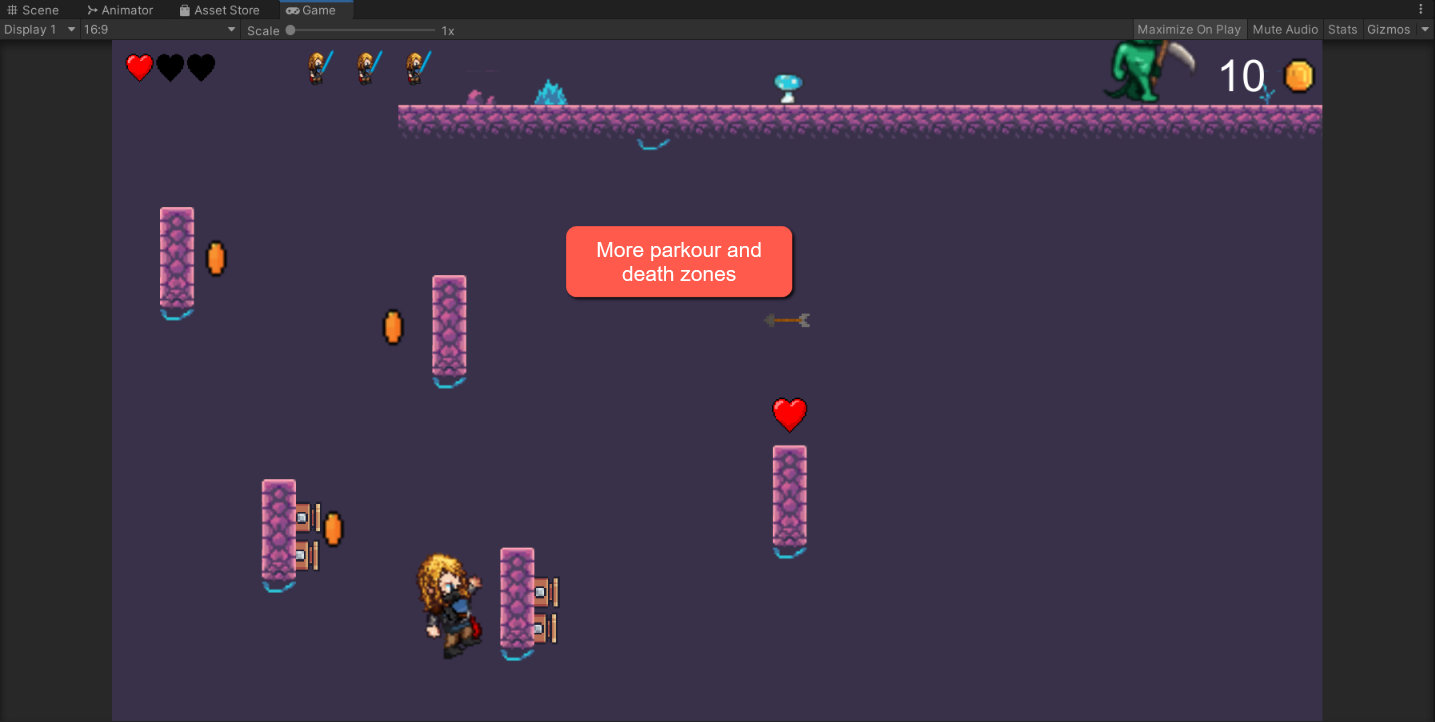 Scene Animator Asset Store Game
Display 1 16:9 Scale 1x Maximize On Play Mute Audio Stats Gizmos
10
More parkour and
death zones